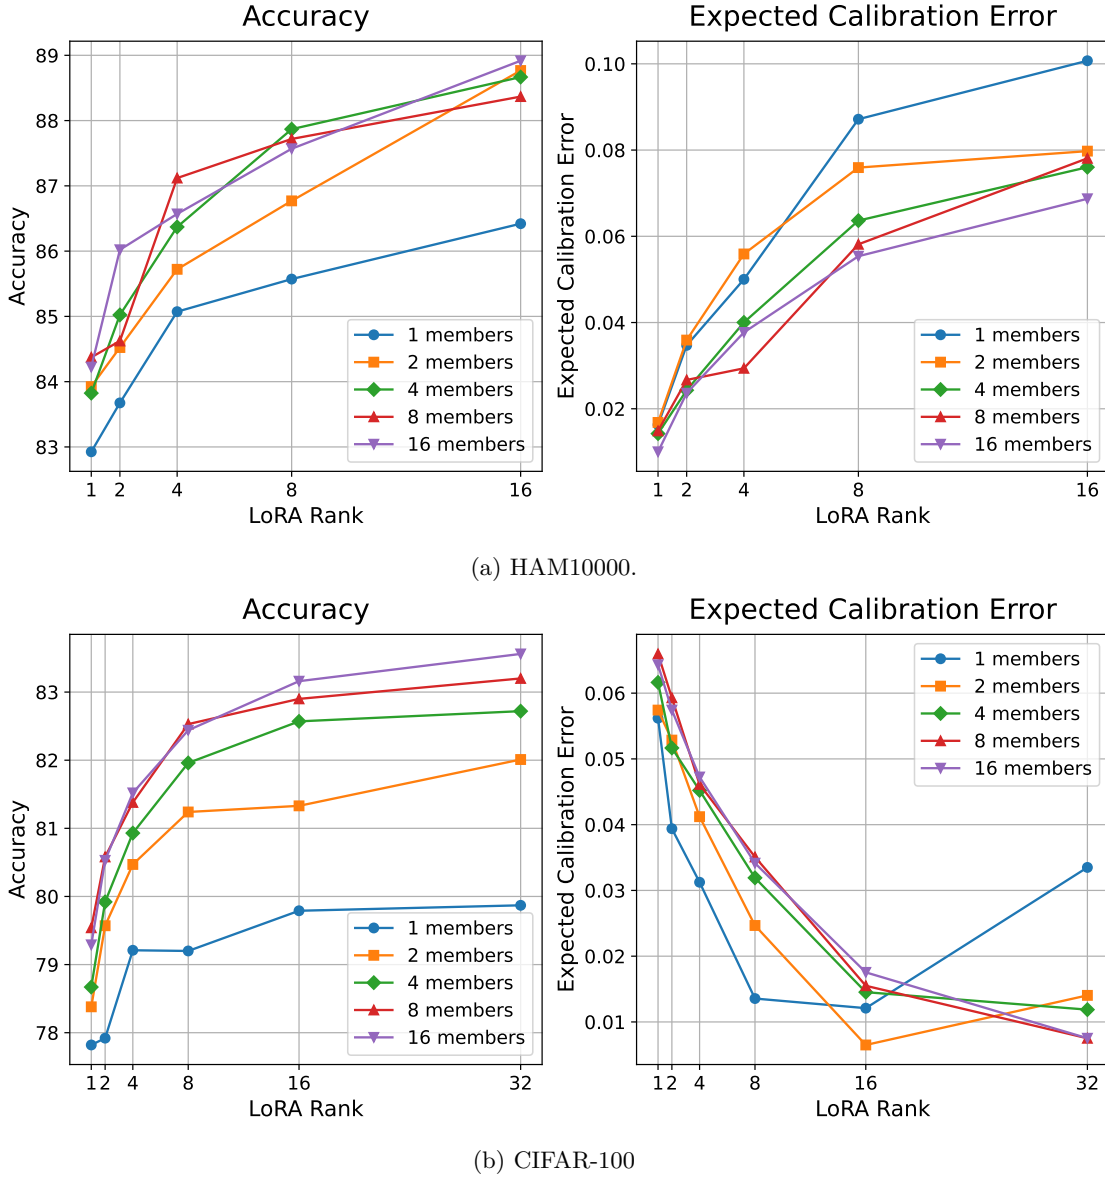 Accuracy
89
88
87
86
85
84
83
Accuracy
1 members
2 members
4 members
8 members
16 members
1 2 4 8 16
LoRA Rank
Expected Calibration Error
0.10
0.08
0.06
0.04
0.02
Expected Calibration Error
1 members
2 members
4 members
8 members
16 members
1 2 4 8 16
LoRA Rank
(a) HAM10000.
Accuracy
83
82
81
80
79
78
Accuracy
1 members
2 members
4 members
8 members
16 members
1 2 4 8 16 32
LoRA Rank
Expected Calibration Error
0.06
0.05
0.04
0.03
0.02
0.01
Expected Calibration Error
1 members
2 members
4 members
8 members
16 members
1 2 4 8 16 32
LoRA Rank
(b) CIFAR-100